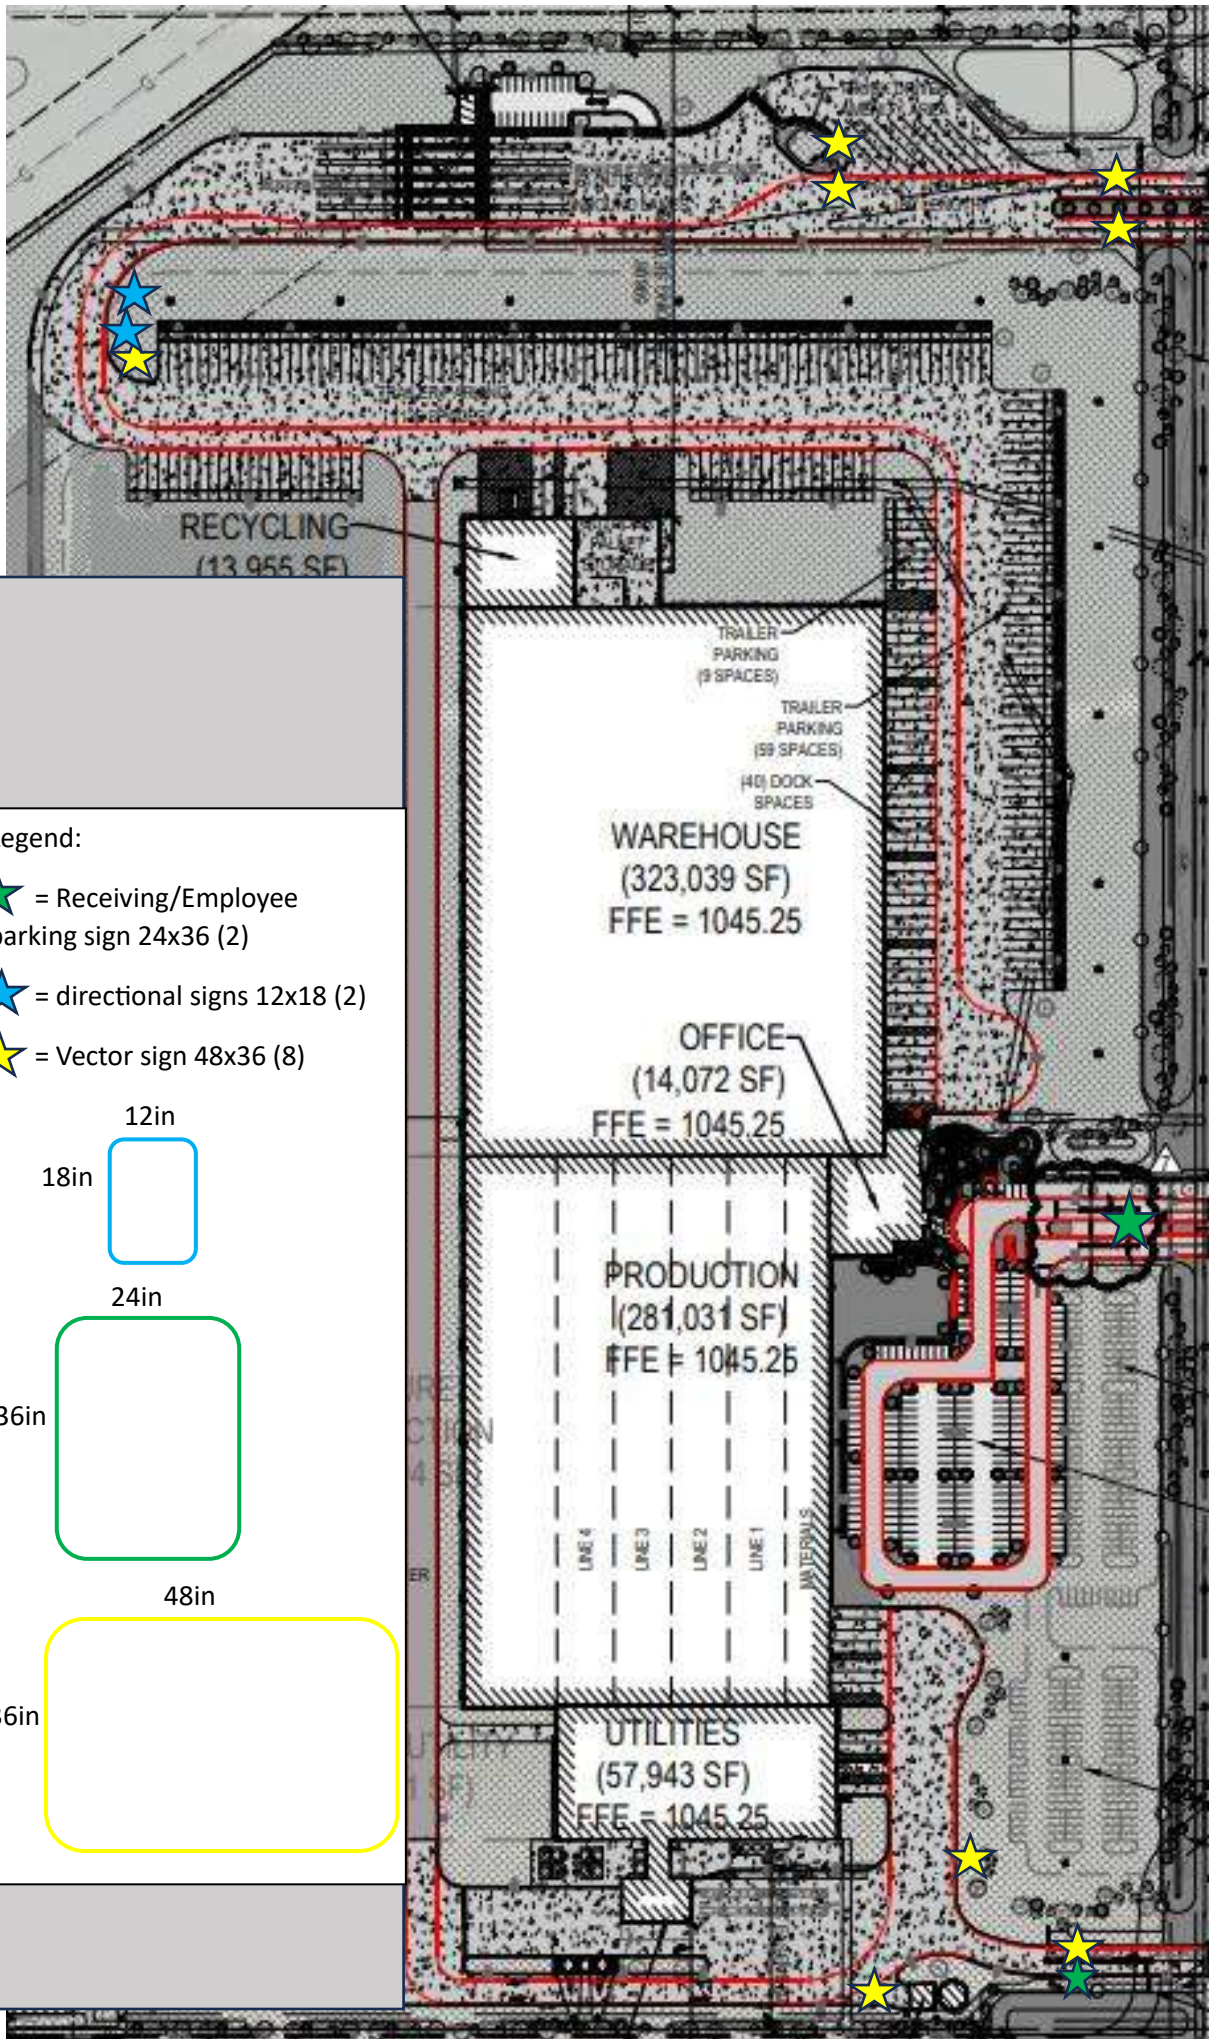 RECYCLING
(13,955 SF)
TRAILER
PARKING
(9 SPACES)
TRAILER
PARKING
(59 SPACES)
(40) DOCK
SPACES
WAREHOUSE
(323,039 SF)
FFE = 1045.25
OFFICE
(14,072 SF)
FFE = 1045.25
PRODUCTION
(281,031 SF)
FFE = 1045.25
LINE 4
LINE 3
LINE 2
LINE 1
MATERIALS
UTILITIES
(57,943 SF)
FFE = 1045.25
egend:
= Receiving/Employee
parking sign 24x36 (2)
= directional signs 12x18 (2)
= Vector sign 48x36 (8)
12in
18in
24in
36in
48in
36in